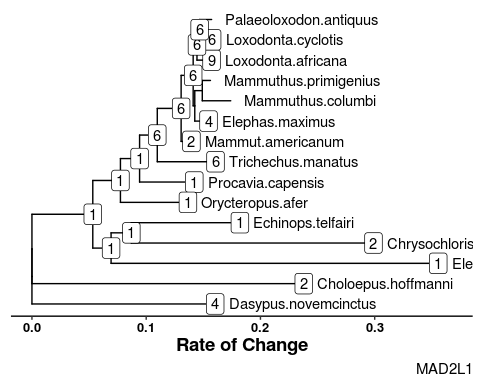 6 Palaeoloxodon.antiquus
6 6 Loxodonta.cyclotis
9 Loxodonta.africana
6 Mammuthus.primigenius
Mammuthus.columbi
6 4 Elephas.maximus
2 Mammut.americanum
6 6 Trichechus.manatus
1 1 Procavia.capensis
1 1 Orycteropus.afer
1 1 Echinops.telfairi
1 2 Chrysochloris
1 1 Ele
2 Choloepus.hoffmanni
4 Dasypus.novemcinctus
0.0 0.1 0.2 0.3
Rate of Change
MAD2L1